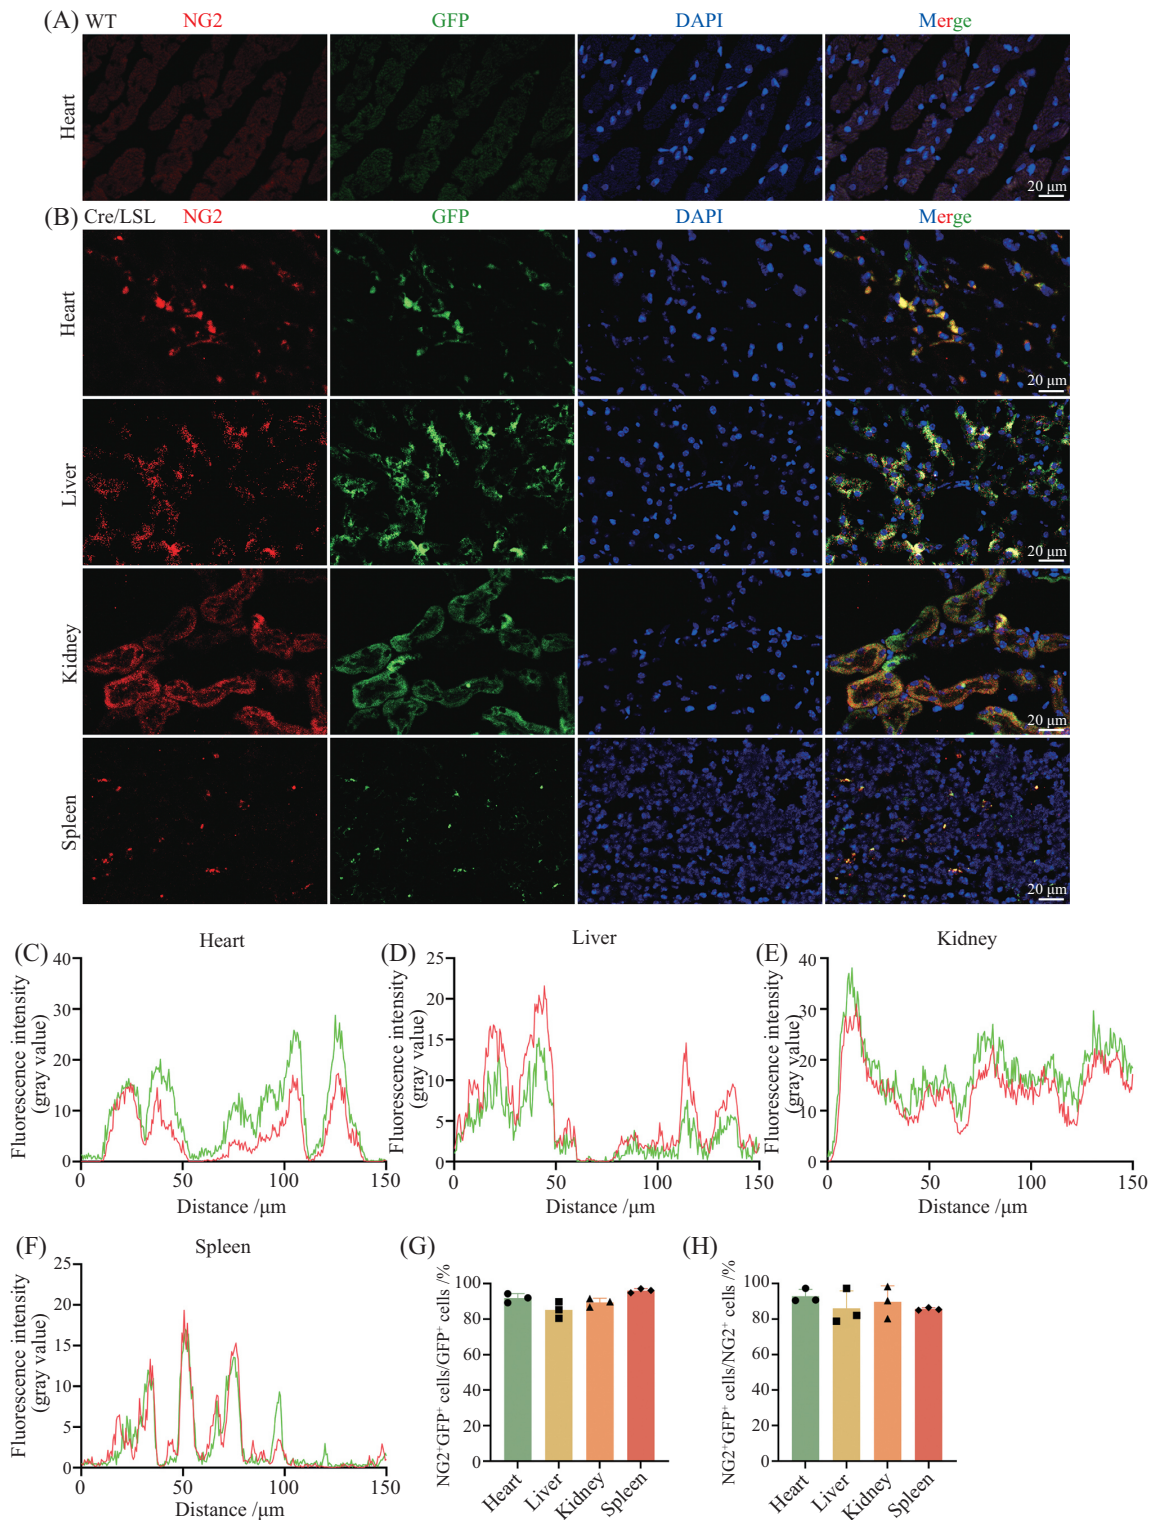 (A) WT NG2 GFP DAPI Merge
Heart
20 μm
(B) Cre/LSL NG2 GFP DAPI Merge
Heart
20 μm
Liver
20 μm
Kidney
20 μm
Spleen
20 μm
(C) Heart
Fluorescence intensity
(gray value)
40
30
20
10
0
0 50 100 150
Distance /μm
(D) Liver
Fluorescence intensity
(gray value)
25
20
15
10
5
0
0 50 100 150
Distance /μm
(E) Kidney
Fluorescence intensity
(gray value)
40
30
20
10
0
0 50 100 150
Distance /μm
(F) Spleen
Fluorescence intensity
(gray value)
25
20
15
10
5
0
0 50 100 150
Distance /μm
(G)
NG2⁺GFP⁺ cells/GFP⁺ cells /%
100
80
60
40
20
0
Heart Liver Kidney Spleen
(H)
NG2⁺GFP⁺ cells/NG2⁺ cells /%
100
80
60
40
20
0
Heart Liver Kidney Spleen